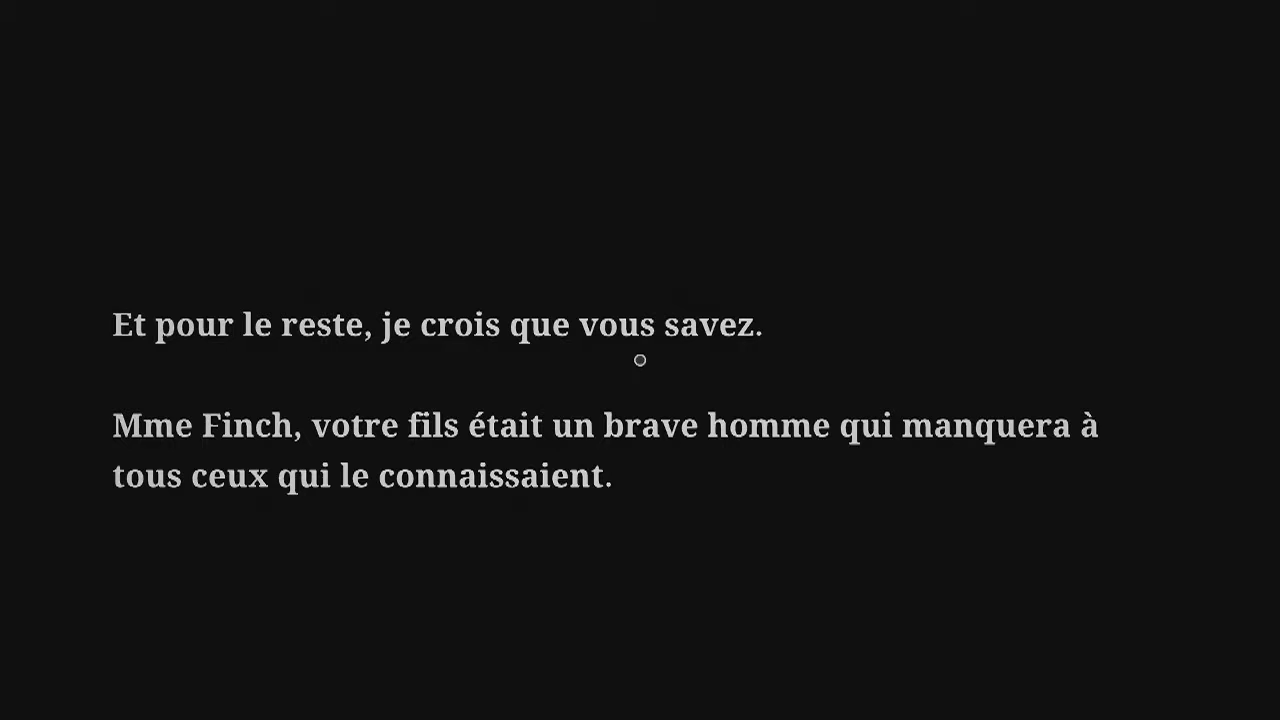 Et pour le reste, je crois que vous savez.
Mme Finch, votre fils était un brave homme qui manquera à
tous ceux qui le connaissaient.